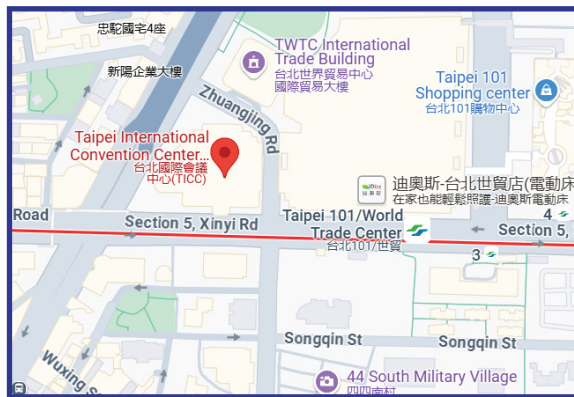 忠駝國宅4座
新陽企業大樓
TWTC International
Trade Building
台北世界貿易中心
國際貿易大樓
Zhuangjing Rd
Taipei 101
Shopping center
台北101購物中心
Taipei International
Convention Center...
台北國際會議
中心(TICC)
迪奧斯-台北世貿店(電動床
在家也能輕鬆照護-迪奧斯電動床
Road
Section 5, Xinyi Rd
Taipei 101/World
Trade Center
台北101/世貿
4
Section 5,
3
Songqin St
Songqin St
Wuxing S
44 South Military Village
四四南村